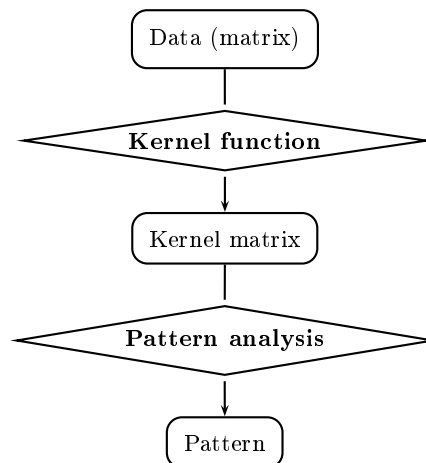 Data (matrix)
Kernel function
Kernel matrix
Pattern analysis
Pattern